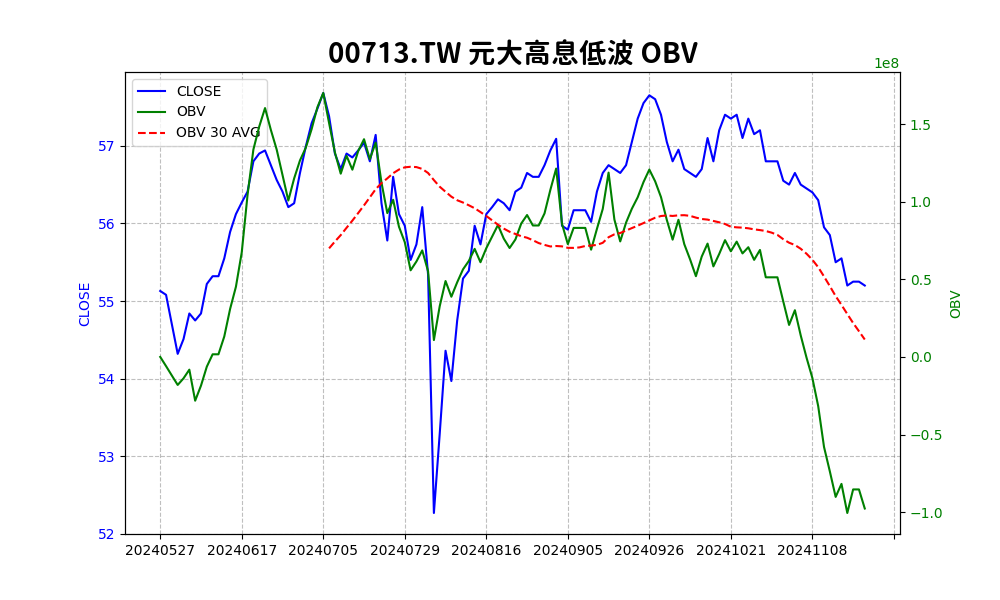 00713.TW 元大高息低波 OBV
1e8
CLOSE
OBV
OBV 30 AVG
57
56
55
54
53
52
CLOSE
1.5
1.0
0.5
0.0
−0.5
−1.0
OBV
20240527 20240617 20240705 20240729 20240816 20240905 20240926 20241021 20241108